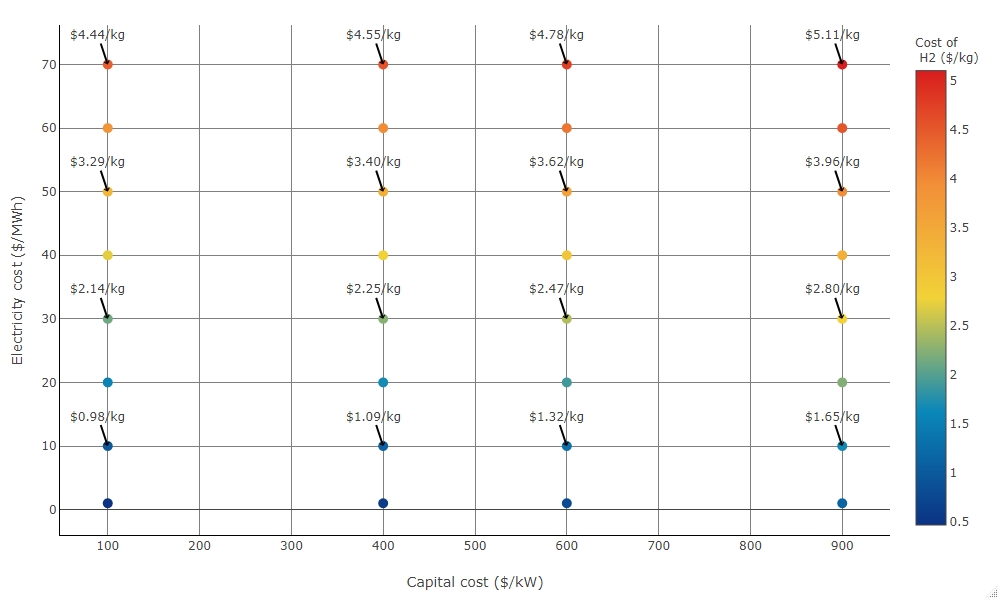 $4.44/kg $4.55/kg $4.78/kg $5.11/kg
Cost of
H2 ($/kg)
70
5
60
4.5
$3.29/kg $3.40/kg $3.62/kg $3.96/kg
4
50
3.5
40
3
$2.14/kg $2.25/kg $2.47/kg $2.80/kg
2.5
30
2
20
1.5
$0.98/kg $1.09/kg $1.32/kg $1.65/kg
10
1
0
0.5
Electricity cost ($/MWh)
100 200 300 400 500 600 700 800 900
Capital cost ($/kW)